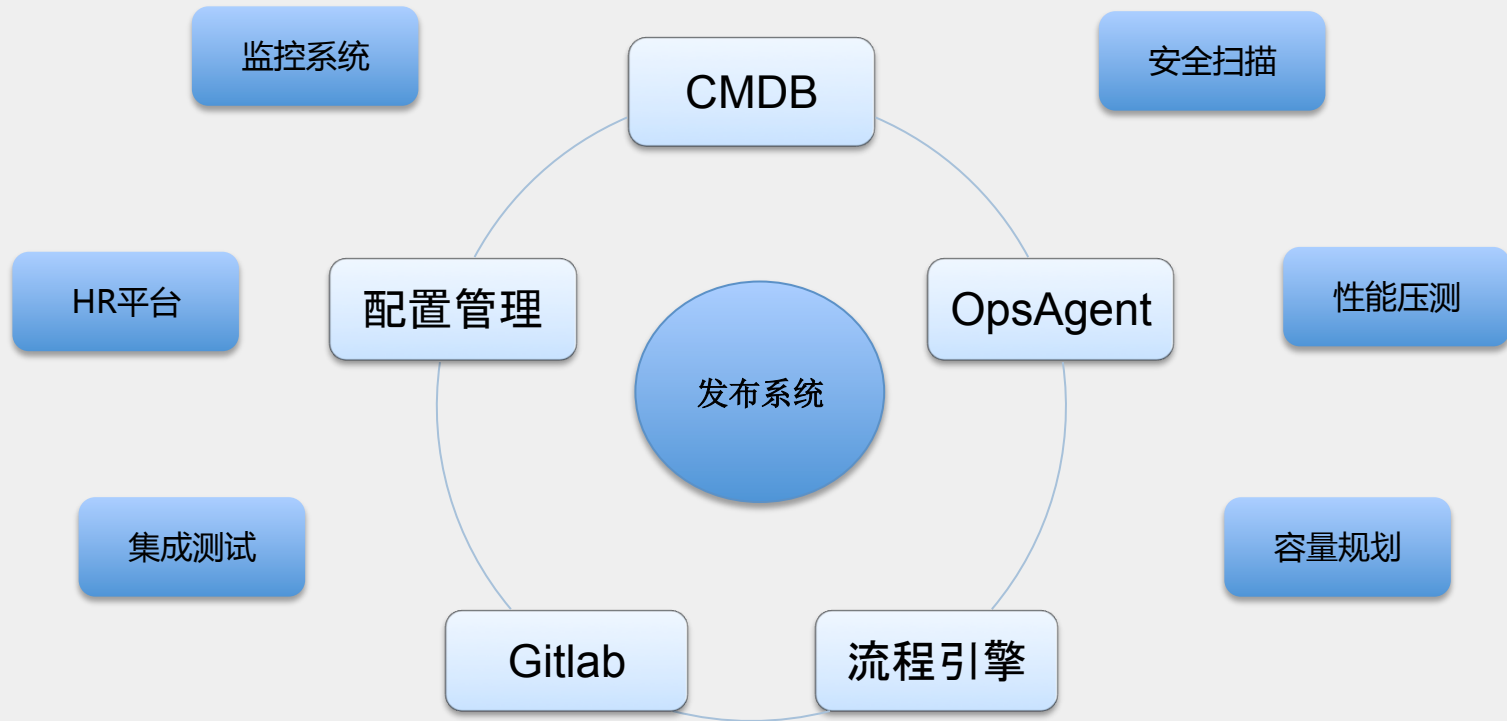 监控系统
CMDB
安全扫描
HR平台
配置管理
OpsAgent
性能压测
发布系统
集成测试
容量规划
Gitlab
流程引擎